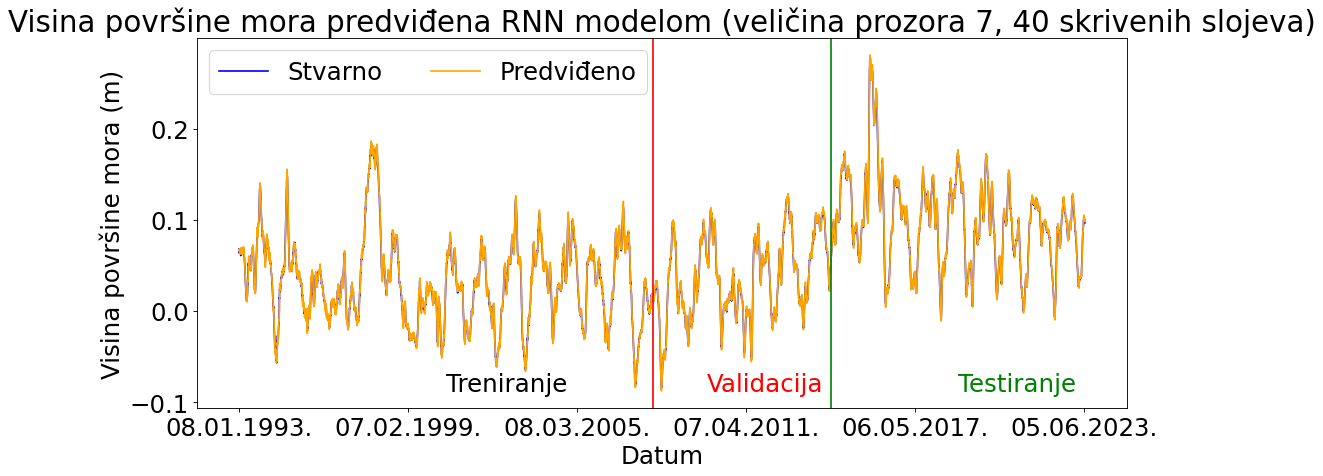 Visina površine mora predviđena RNN modelom (veličina prozora 7, 40 skrivenih slojeva)
Stvarno Predviđeno
Visina površine mora (m)
0.2
0.1
0.0
−0.1
Treniranje Validacija Testiranje
08.01.1993. 07.02.1999. 08.03.2005. 07.04.2011. 06.05.2017. 05.06.2023.
Datum